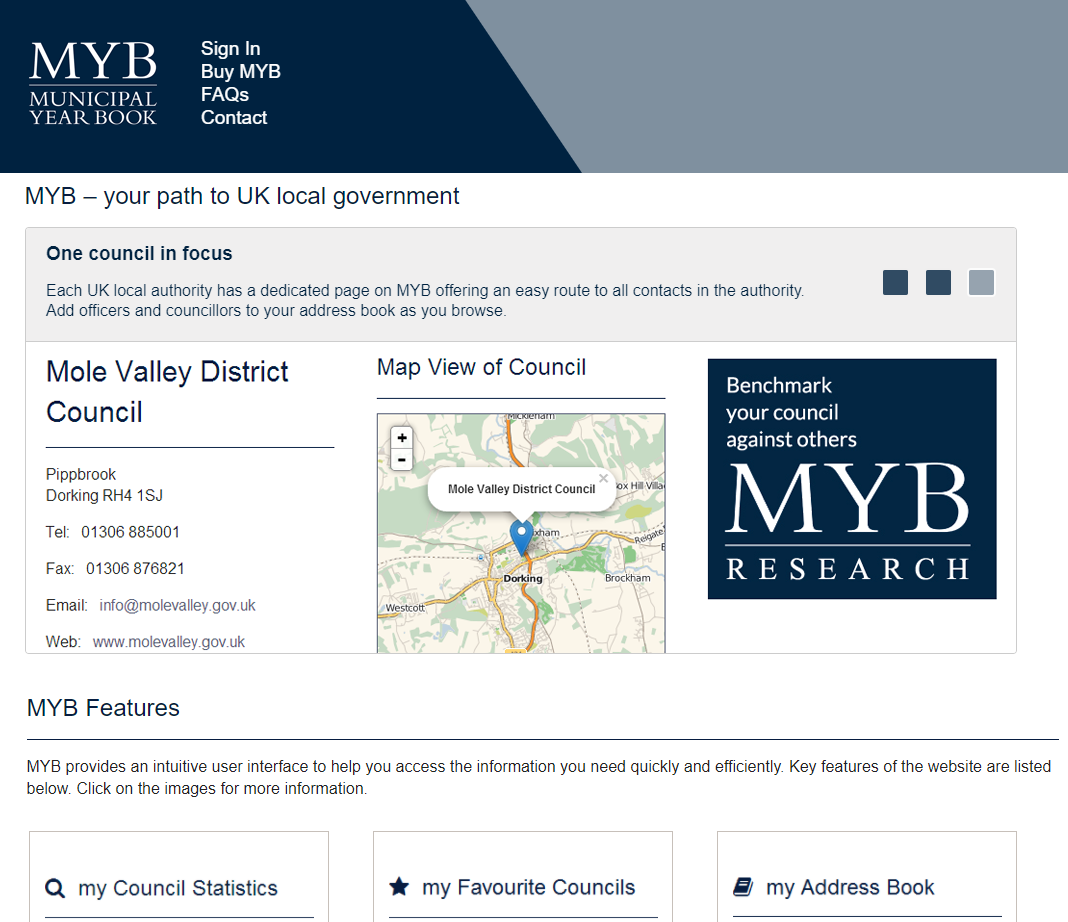 MYB
MUNICIPAL
YEAR BOOK
Sign In
Buy MYB
FAQs
Contact
MYB – your path to UK local government
One council in focus
Each UK local authority has a dedicated page on MYB offering an easy route to all contacts in the authority.
Add officers and councillors to your address book as you browse.
Mole Valley District
Council
Pippbrook
Dorking RH4 1SJ
Tel: 01306 885001
Fax: 01306 876821
Email: info@molevalley.gov.uk
Web: www.molevalley.gov.uk
Map View of Council
Mickleham
+
-
Mole Valley District Council
×
ox Hill Villa
xham
Reigate
Dorking
Brockham
Westcott
Benchmark
your council
against others
MYB
RESEARCH
MYB Features
MYB provides an intuitive user interface to help you access the information you need quickly and efficiently. Key features of the website are listed
below. Click on the images for more information.
my Council Statistics
my Favourite Councils
my Address Book